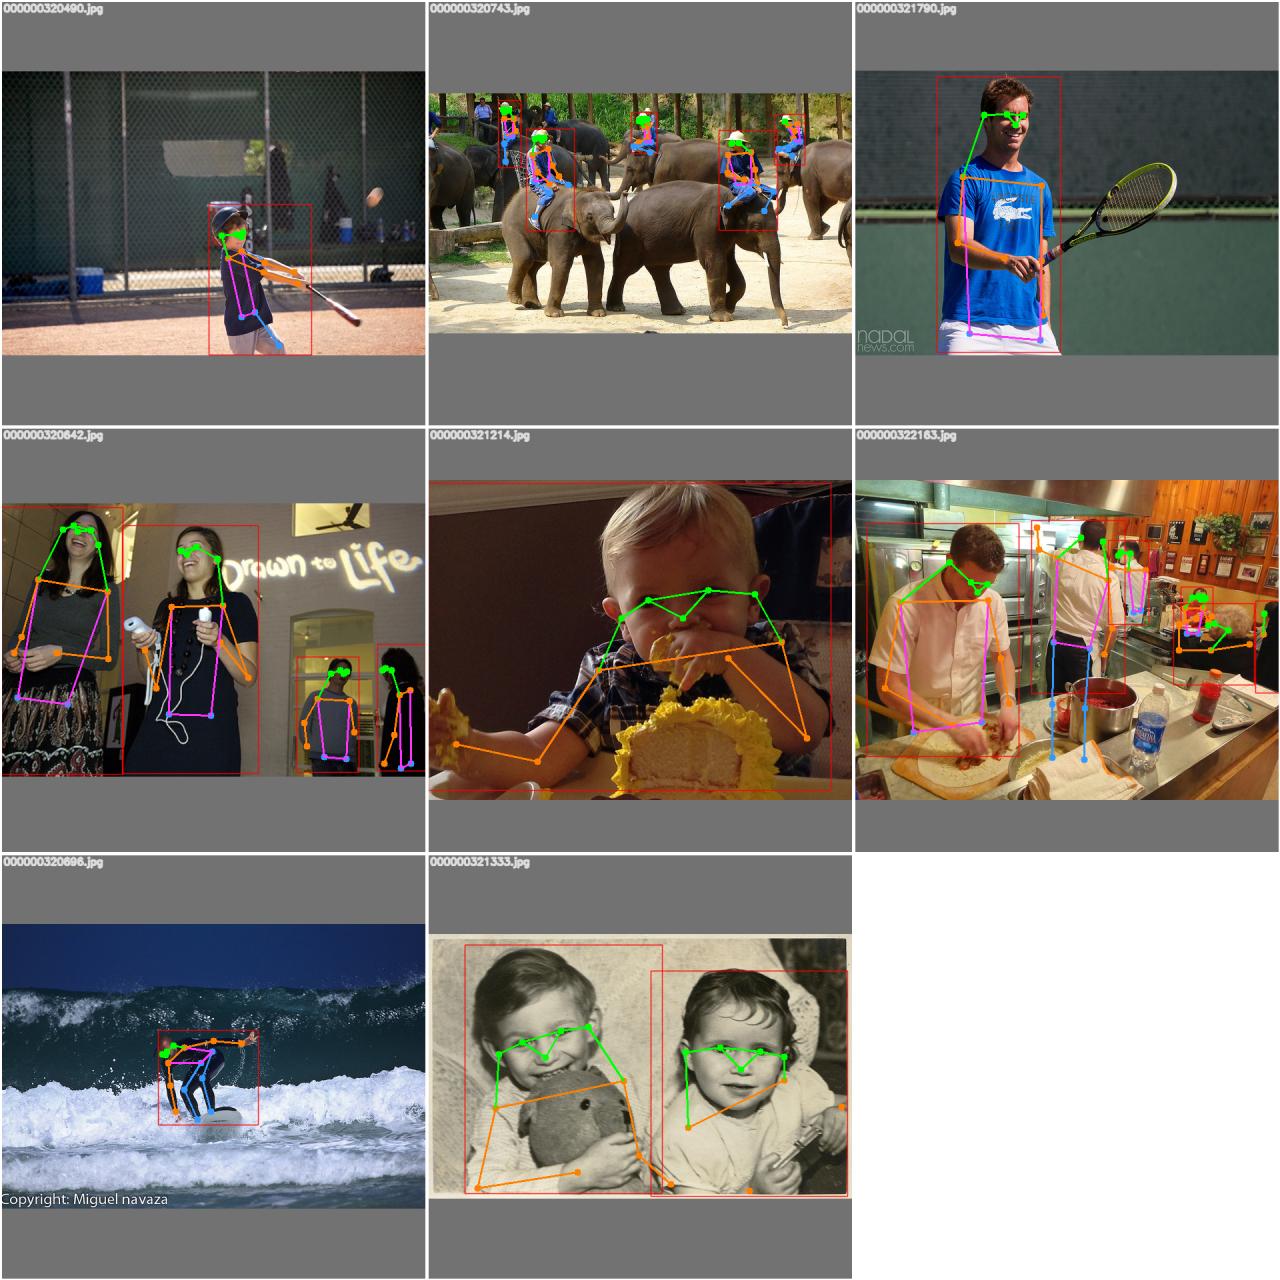 000000320490.jpg
000000320743.jpg
000000321790.jpg
NADAL
news.com
000000320642.jpg
000000321214.jpg
000000322163.jpg
Drawn to Life
000000320696.jpg
000000321333.jpg
Copyright: Miguel navaza